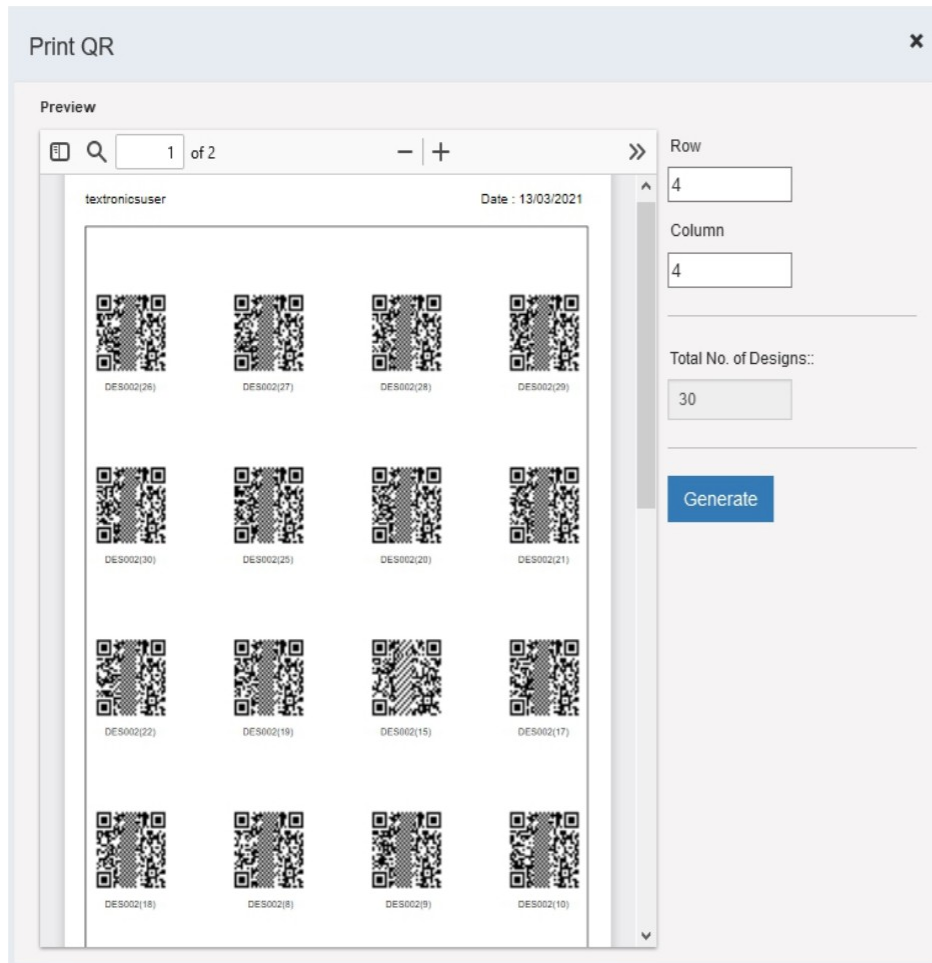 Print QR
Preview
1 of 2
textronicsuser Date : 13/03/2021
DES002(26) DES002(27) DES002(28) DES002(29)
DES002(30) DES002(25) DES002(20) DES002(21)
DES002(22) DES002(19) DES002(15) DES002(17)
DES002(18) DES002(8) DES002(9) DES002(10)
Row
4
Column
4
Total No. of Designs::
30
Generate